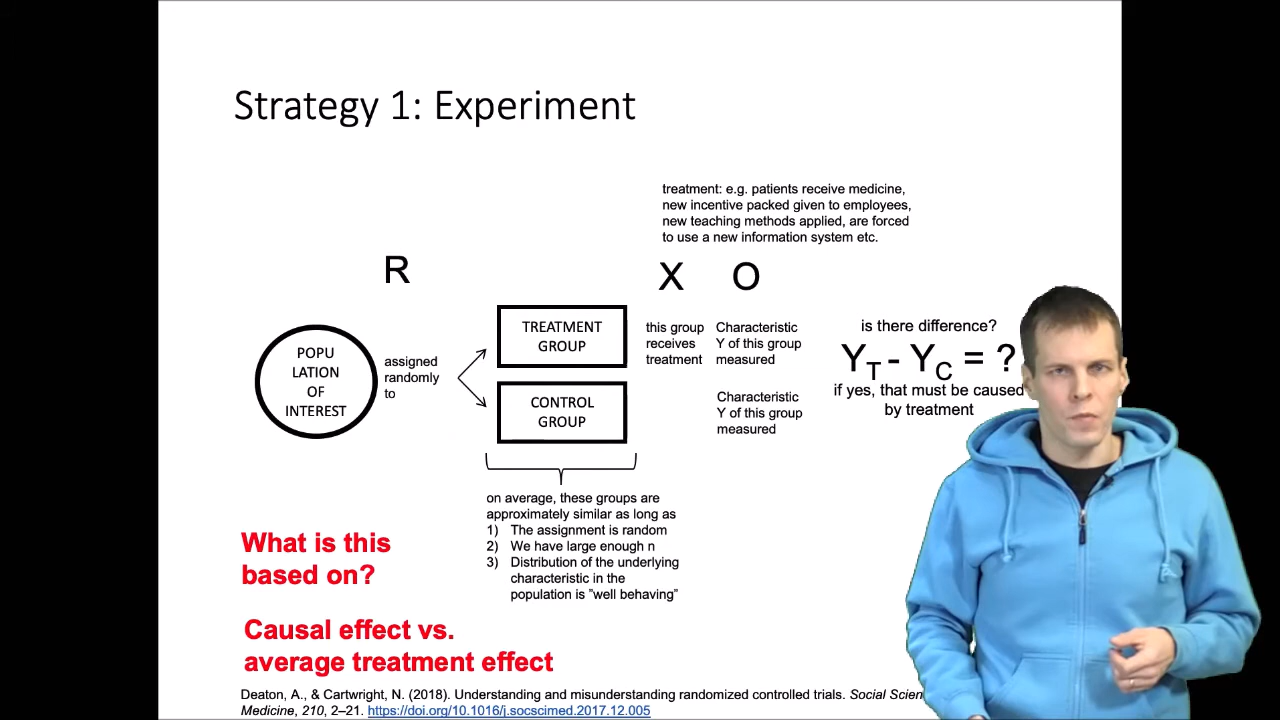 Strategy 1: Experiment
treatment: e.g. patients receive medicine,
new incentive packed given to employees,
new teaching methods applied, are forced
to use a new information system etc.
R
X
O
POPU
LATION
OF
INTEREST
assigned
randomly
to
TREATMENT
GROUP
CONTROL
GROUP
this group
receives
treatment
Characteristic
Y of this group
measured
Characteristic
Y of this group
measured
is there difference?
YT - YC = ?
if yes, that must be caused
by treatment
on average, these groups are
approximately similar as long as
1) The assignment is random
2) We have large enough n
3) Distribution of the underlying
characteristic in the
population is ”well behaving”
What is this
based on?
Causal effect vs.
average treatment effect
Deaton, A., & Cartwright, N. (2018). Understanding and misunderstanding randomized controlled trials. Social
Medicine, 210, 2–21. https://doi.org/10.1016/j.socscimed.2017.12.005